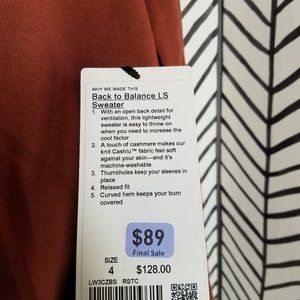 WHY WE MADE THIS
Back to Balance LS
Sweater
1. With an open back detail for
ventilation, this lightweight
sweater is easy to throw on
when you need to increase the
cool factor
2. A touch of cashmere makes our
knit Cashlu™ fabric feel soft
against your skin—and it's
machine-washable
3. Thumbholes keep your sleeves in
place
4. Relaxed fit
5. Curved hem keeps your bum
covered
$89
Final Sale
SIZE
4 $128.00
LW3CZBS RSTC